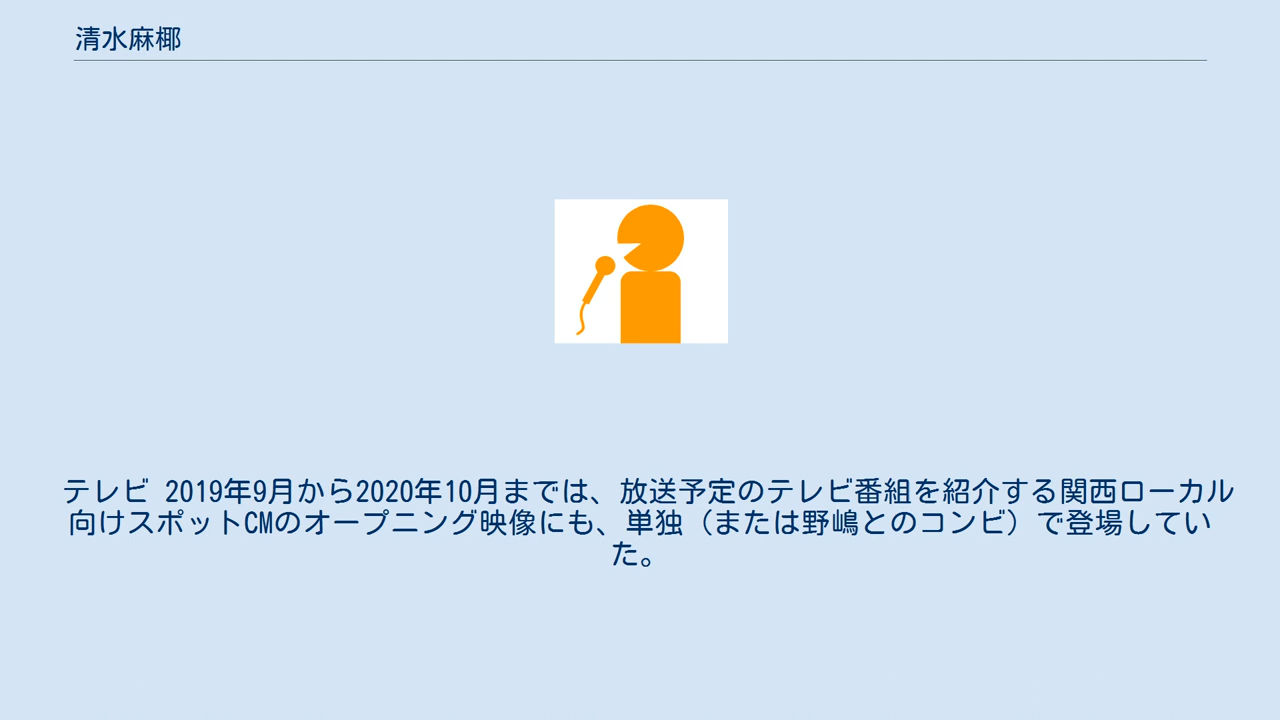 清水麻椰
テレビ 2019年9月から2020年10月までは、放送予定のテレビ番組を紹介する関西ローカル
向けスポットCMのオープニング映像にも、単独（または野嶋とのコンビ）で登場してい
た。